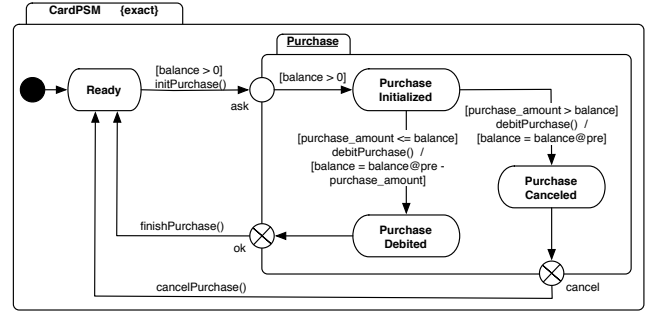 CardPSM {exact}
Purchase
Ready
[balance > 0]
initPurchase()
ask
[balance > 0]
Purchase
Initialized
[purchase_amount > balance]
debitPurchase() /
[balance = balance@pre]
[purchase_amount <= balance]
debitPurchase() /
[balance = balance@pre -
purchase_amount]
Purchase
Canceled
finishPurchase()
ok
Purchase
Debited
cancelPurchase()
cancel